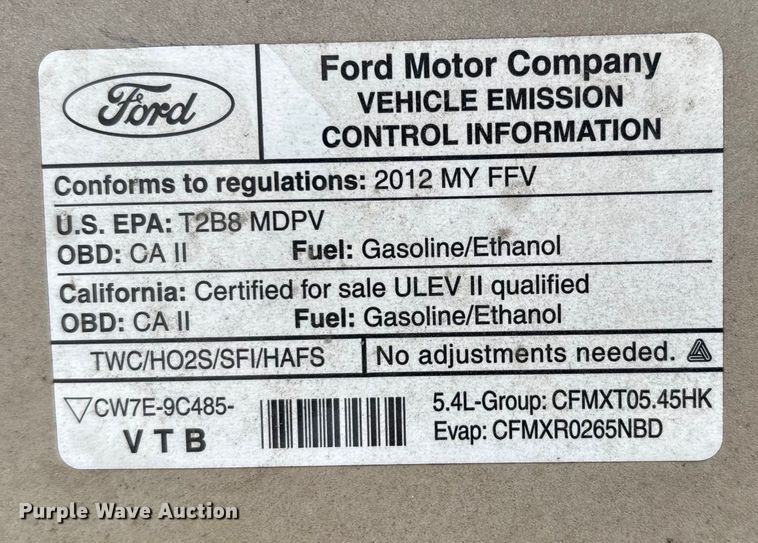 Ford
Ford Motor Company
VEHICLE EMISSION
CONTROL INFORMATION
Conforms to regulations: 2012 MY FFV
U.S. EPA: T2B8 MDPV
OBD: CA II Fuel: Gasoline/Ethanol
California: Certified for sale ULEV II qualified
OBD: CA II Fuel: Gasoline/Ethanol
TWC/HO2S/SFI/HAFS
No adjustments needed.
CW7E-9C485-
VTB
5.4L-Group: CFMXT05.45HK
Evap: CFMXR0265NBD
Purple Wave Auction